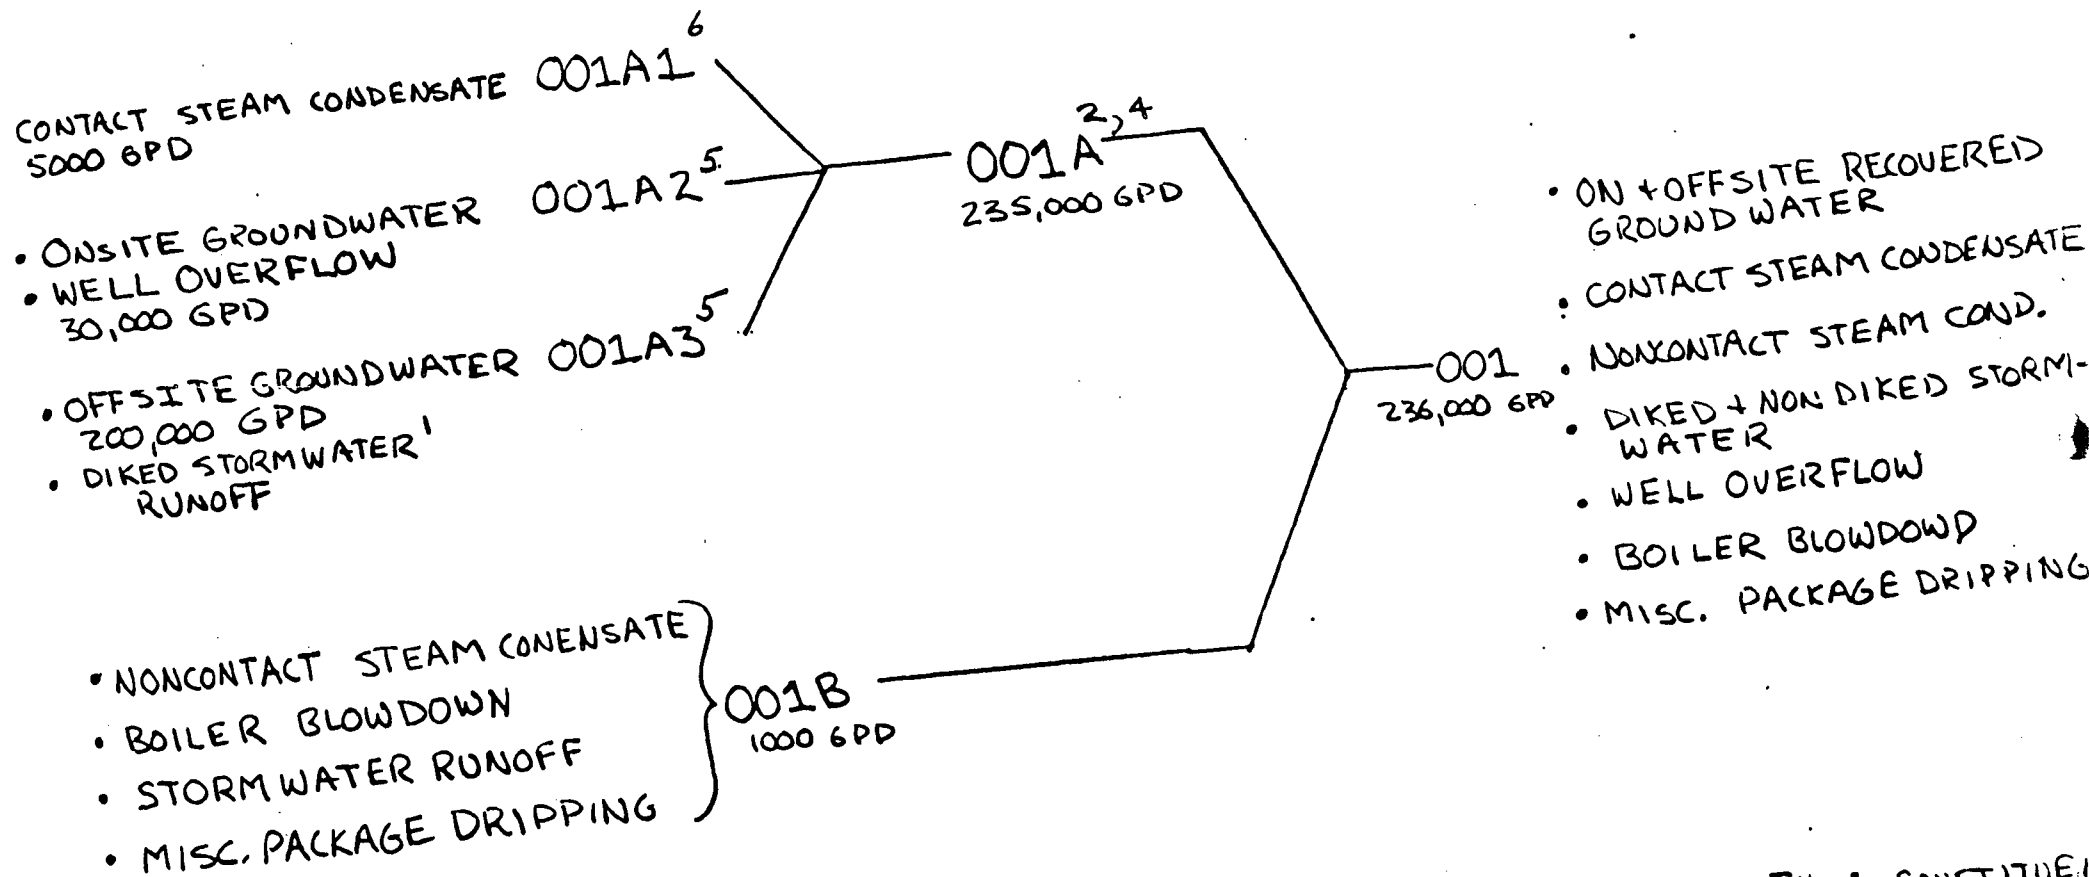 CONTACT STEAM CONDENSATE 001A1 6
5000 GPD
• ONSITE GROUNDWATER 001A2 5
• WELL OVERFLOW
30,000 GPD
• OFFSITE GROUNDWATER 001A3 5
200,000 GPD
• DIKED STORMWATER 1
RUNOFF
001A 2,4
235,000 GPD
• NONCONTACT STEAM CONENSATE
• BOILER BLOWDOWN
• STORMWATER RUNOFF
• MISC. PACKAGE DRIPPING
001B
1000 GPD
001
236,000 GPD
• ON + OFFSITE RECOVERED
GROUND WATER
• CONTACT STEAM CONDENSATE
• NONCONTACT STEAM COND.
• DIKED + NON DIKED STORM-
WATER
• WELL OVERFLOW
• BOILER BLOWDOWD
• MISC. PACKAGE DRIPPING